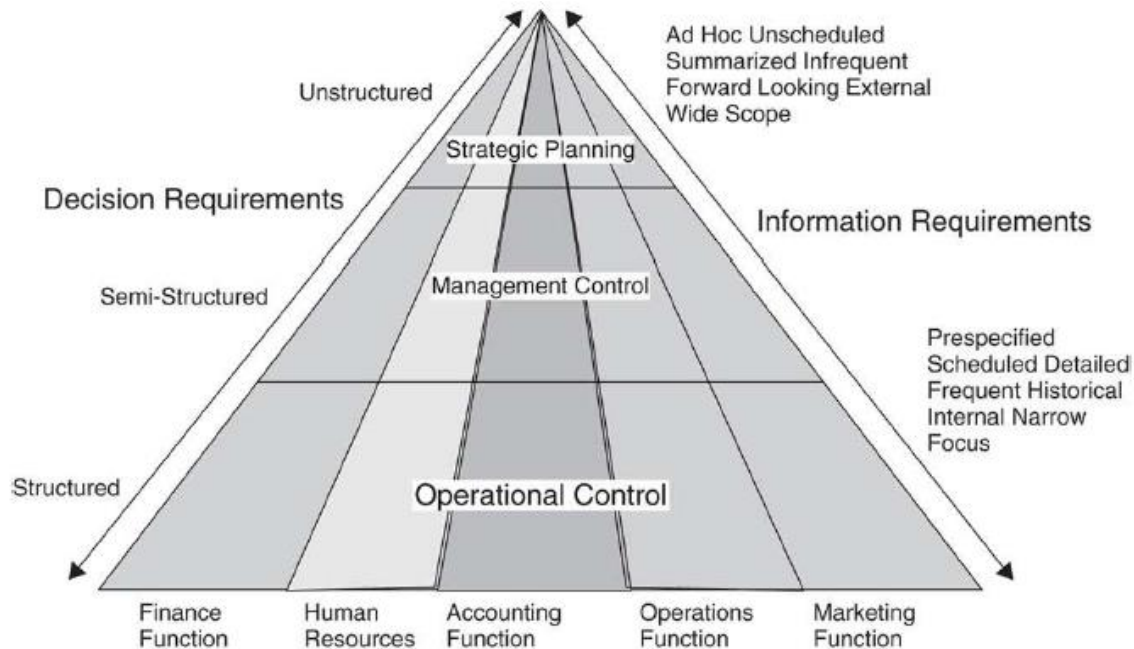 Ad Hoc Unscheduled
Summarized Infrequent
Forward Looking External
Wide Scope
Unstructured
Strategic Planning
Decision Requirements
Information Requirements
Semi-Structured
Management Control
Prespecified
Scheduled Detailed
Frequent Historical
Internal Narrow
Focus
Structured
Operational Control
Finance
Function
Human
Resources
Accounting
Function
Operations
Function
Marketing
Function